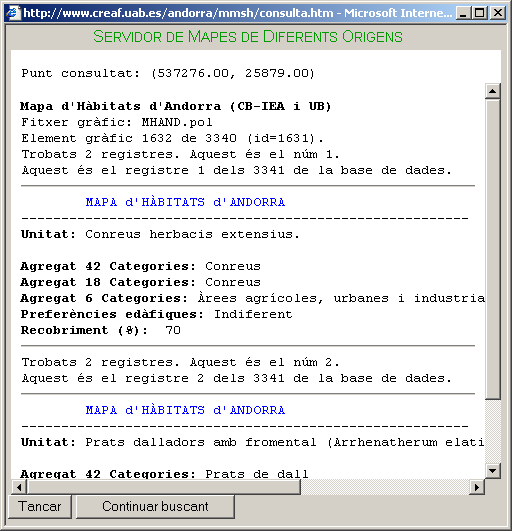 http://www.creaf.uab.es/andorra/mmsh/consulta.htm - Microsoft Interne...
Servidor de Mapes de Diferents Orígens
Punt consultat: (537276.00, 25879.00)
Mapa d'Hàbitats d'Andorra (CB-IEA i UB)
Fitxer gràfic: MHAND.pol
Element gràfic 1632 de 3340 (id=1631).
Trobats 2 registres. Aquest és el núm 1.
Aquest és el registre 1 dels 3341 de la base de dades.
MAPA d'HÀBITATS d'ANDORRA
--------------------------------------------------------
Unitat: Conreus herbacis extensius.
Agregat 42 Categories: Conreus
Agregat 18 Categories: Conreus
Agregat 6 Categories: Àrees agrícoles, urbanes i industria
Preferències edàfiques: Indiferent
Recobriment (%): 70
Trobats 2 registres. Aquest és el núm 2.
Aquest és el registre 2 dels 3341 de la base de dades.
MAPA d'HÀBITATS d'ANDORRA
--------------------------------------------------------
Unitat: Prats dalladors amb fromental (Arrhenatherum elati
Agregat 42 Categories: Prats de dall
Tancar
Continuar buscant